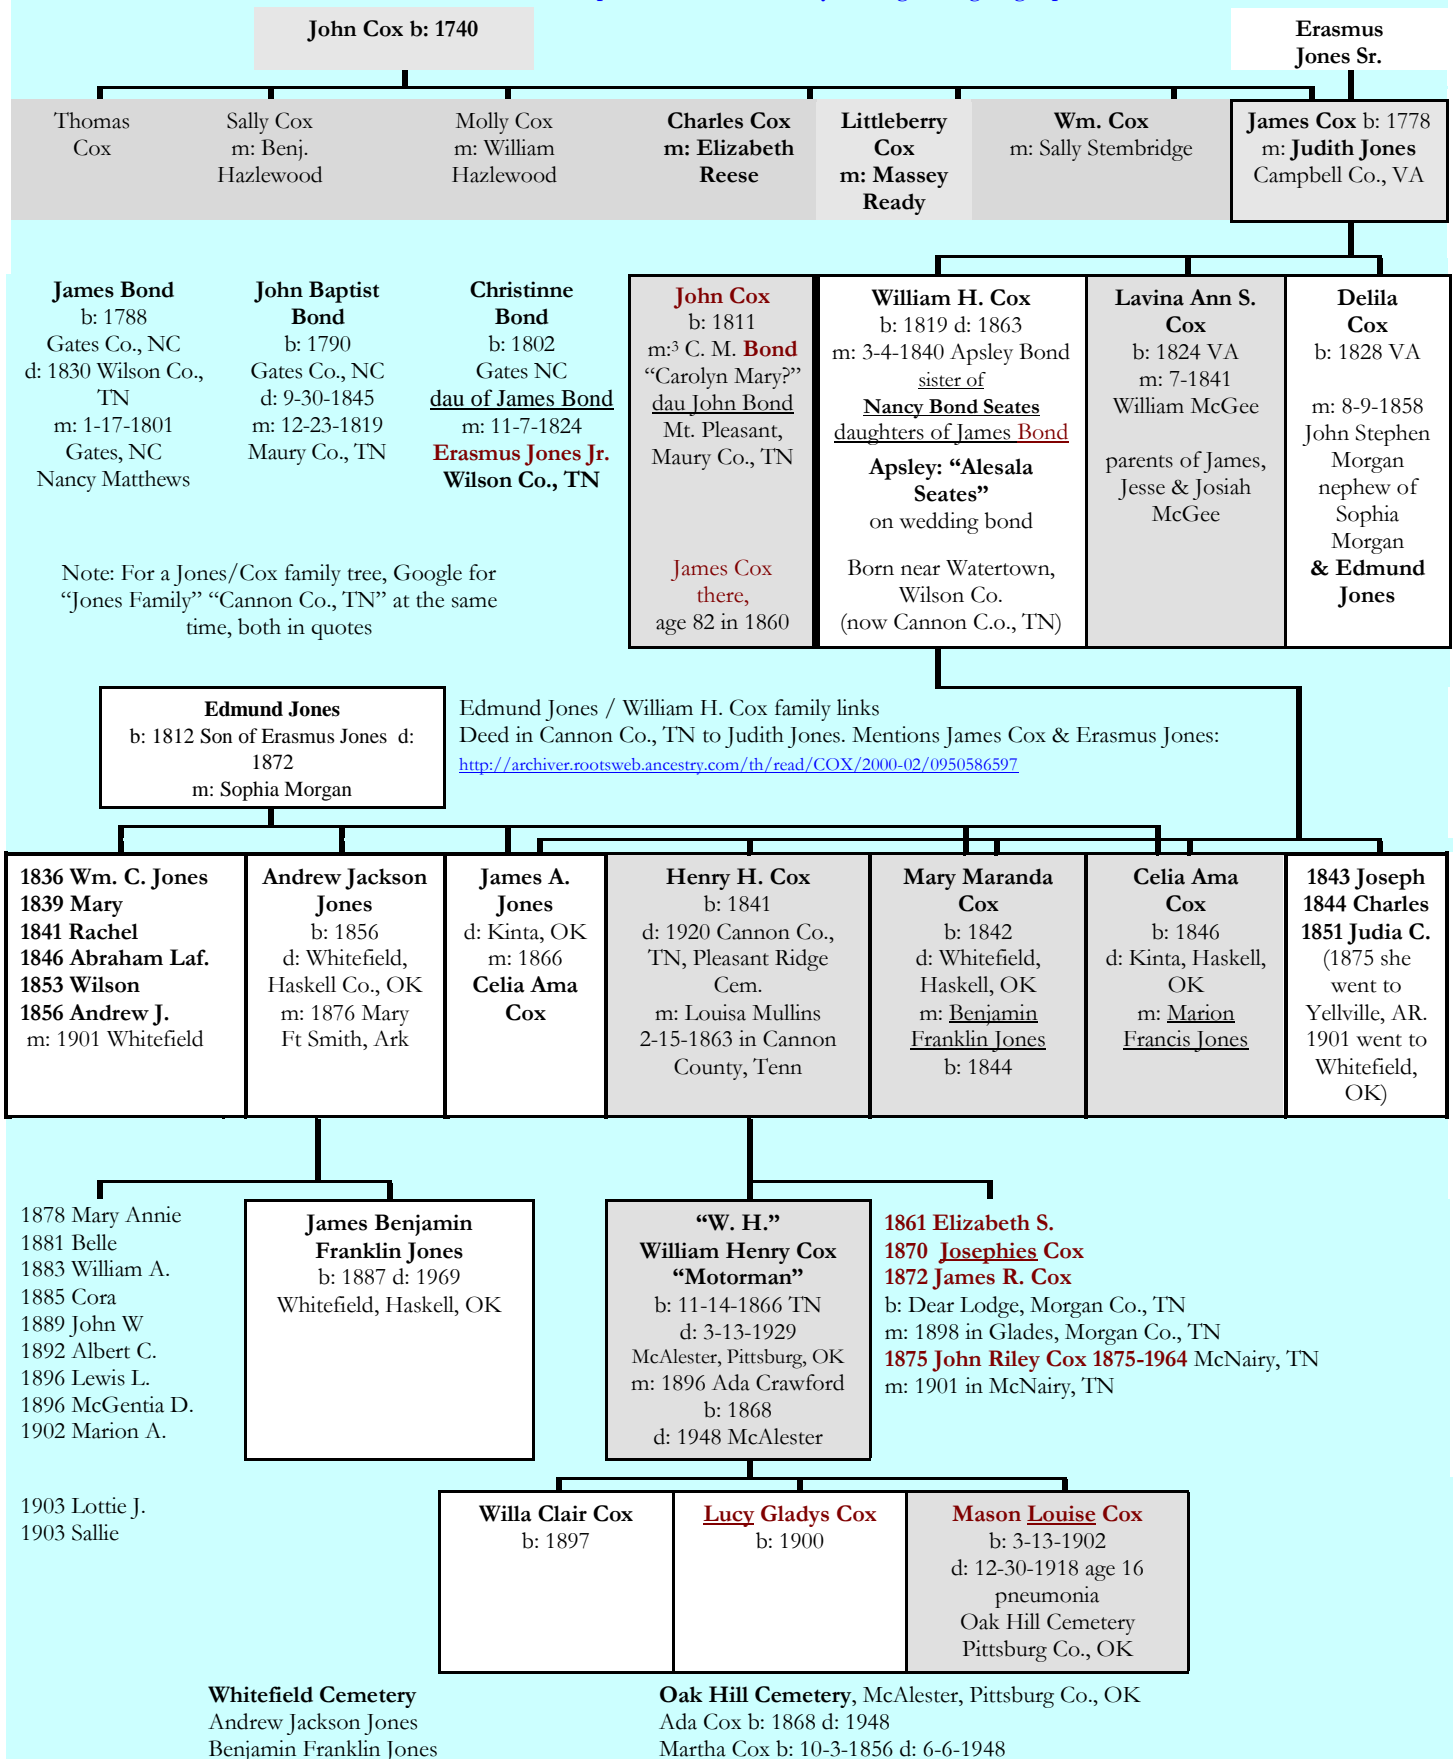 John Cox b: 1740
Erasmus
Jones Sr.
Thomas
Cox
Sally Cox
m: Benj.
Hazlewood
Molly Cox
m: William
Hazlewood
Charles Cox
m: Elizabeth
Reese
Littleberry
Cox
m: Massey
Ready
Wm. Cox
m: Sally Stembridge
James Cox b: 1778
m: Judith Jones
Campbell Co., VA
James Bond
b: 1788
Gates Co., NC
d: 1830 Wilson Co.,
TN
m: 1-17-1801
Gates, NC
Nancy Matthews
John Baptist
Bond
b: 1790
Gates Co., NC
d: 9-30-1845
m: 12-23-1819
Maury Co., TN
Christinne
Bond
b: 1802
Gates NC
dau of James Bond
m: 11-7-1824
Erasmus Jones Jr.
Wilson Co., TN
John Cox
b: 1811
m:³ C. M. Bond
“Carolyn Mary?”
dau John Bond
Mt. Pleasant,
Maury Co., TN
James Cox
there,
age 82 in 1860
William H. Cox
b: 1819 d: 1863
m: 3-4-1840 Apsley Bond
sister of
Nancy Bond Seates
daughters of James Bond
Apsley: “Alesala
Seates”
on wedding bond
Born near Watertown,
Wilson Co.
(now Cannon C.o., TN)
Lavina Ann S.
Cox
b: 1824 VA
m: 7-1841
William McGee
parents of James,
Jesse & Josiah
McGee
Delila
Cox
b: 1828 VA
m: 8-9-1858
John Stephen
Morgan
nephew of
Sophia
Morgan
& Edmund
Jones
Note: For a Jones/Cox family tree, Google for
“Jones Family” “Cannon Co., TN” at the same
time, both in quotes
Edmund Jones
b: 1812 Son of Erasmus Jones d:
1872
m: Sophia Morgan
Edmund Jones / William H. Cox family links
Deed in Cannon Co., TN to Judith Jones. Mentions James Cox & Erasmus Jones:
http://archiver.rootsweb.ancestry.com/th/read/COX/2000-02/0950586597
1836 Wm. C. Jones
1839 Mary
1841 Rachel
1846 Abraham Laf.
1853 Wilson
1856 Andrew J.
m: 1901 Whitefield
Andrew Jackson
Jones
b: 1856
d: Whitefield,
Haskell Co., OK
m: 1876 Mary
Ft Smith, Ark
James A.
Jones
d: Kinta, OK
m: 1866
Celia Ama
Cox
Henry H. Cox
b: 1841
d: 1920 Cannon Co.,
TN, Pleasant Ridge
Cem.
m: Louisa Mullins
2-15-1863 in Cannon
County, Tenn
Mary Maranda
Cox
b: 1842
d: Whitefield,
Haskell, OK
m: Benjamin
Franklin Jones
b: 1844
Celia Ama
Cox
b: 1846
d: Kinta, Haskell,
OK
m: Marion
Francis Jones
1843 Joseph
1844 Charles
1851 Judia C.
(1875 she
went to
Yellville, AR.
1901 went to
Whitefield,
OK)
1878 Mary Annie
1881 Belle
1883 William A.
1885 Cora
1889 John W
1892 Albert C.
1896 Lewis L.
1896 McGentia D.
1902 Marion A.
1903 Lottie J.
1903 Sallie
James Benjamin
Franklin Jones
b: 1887 d: 1969
Whitefield, Haskell, OK
“W. H.”
William Henry Cox
“Motorman”
b: 11-14-1866 TN
d: 3-13-1929
McAlester, Pittsburg, OK
m: 1896 Ada Crawford
b: 1868
d: 1948 McAlester
1861 Elizabeth S.
1870 Josephies Cox
1872 James R. Cox
b: Dear Lodge, Morgan Co., TN
m: 1898 in Glades, Morgan Co., TN
1875 John Riley Cox 1875-1964 McNairy, TN
m: 1901 in McNairy, TN
Willa Clair Cox
b: 1897
Lucy Gladys Cox
b: 1900
Mason Louise Cox
b: 3-13-1902
d: 12-30-1918 age 16
pneumonia
Oak Hill Cemetery
Pittsburg Co., OK
Whitefield Cemetery
Andrew Jackson Jones
Benjamin Franklin Jones
Oak Hill Cemetery, McAlester, Pittsburg Co., OK
Ada Cox b: 1868 d: 1948
Martha Cox b: 10-3-1856 d: 6-6-1948